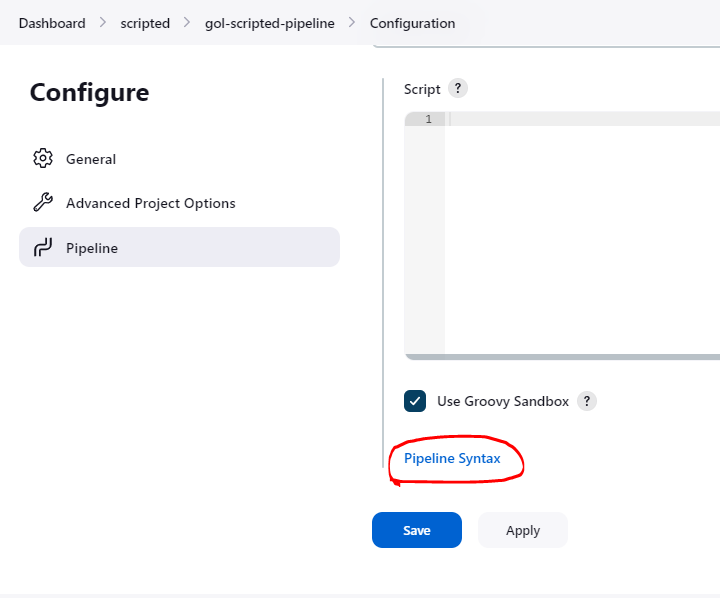 Dashboard > scripted > gol-scripted-pipeline > Configuration
Configure
General
Advanced Project Options
Pipeline
Script ?
1
Use Groovy Sandbox ?
Pipeline Syntax
Save Apply